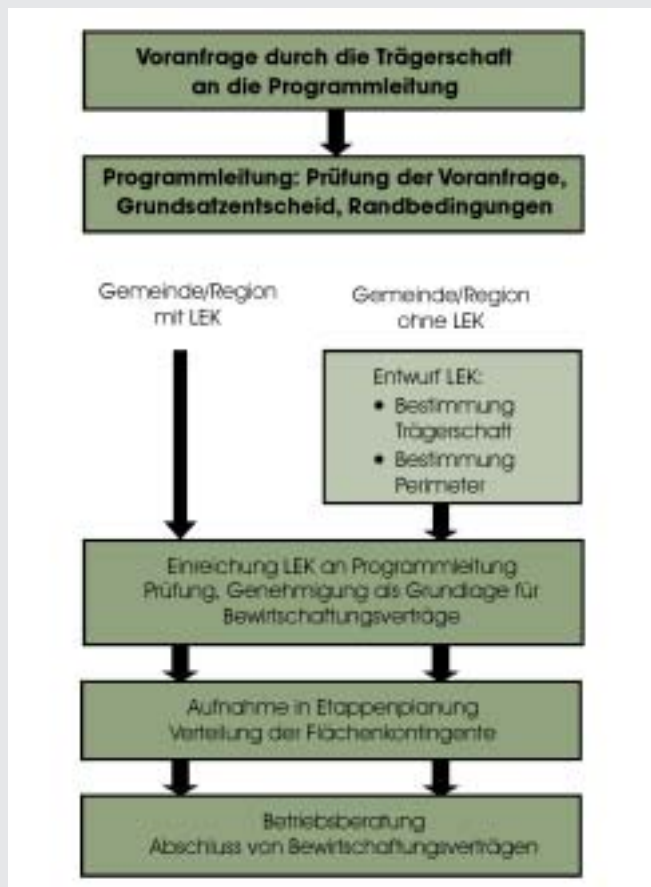 Voranfrage durch die Trägerschaft
an die Programmleitung
Programmleitung: Prüfung der Voranfrage,
Grundsatzentscheid, Randbedingungen
Gemeinde/Region
mit LEK
Gemeinde/Region
ohne LEK
Entwurf LEK:
• Bestimmung
Trägerschaft
• Bestimmung
Perimeter
Einreichung LEK an Programmleitung
Prüfung, Genehmigung als Grundlage für
Bewirtschaftungsverträge
Aufnahme in Etappenplanung
Verteilung der Flächenkontingente
Betriebsberatung
Abschluss von Bewirtschaftungsverträgen